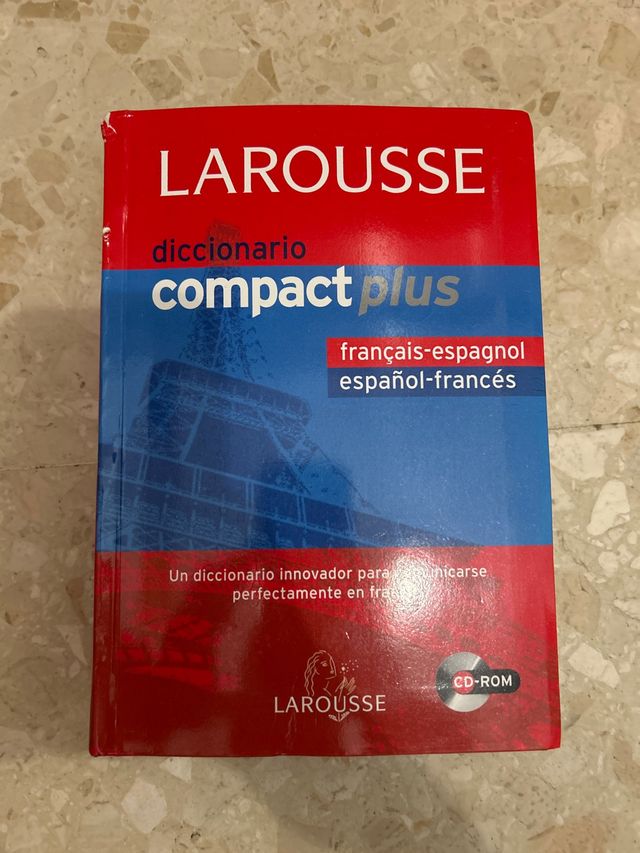 LAROUSSE
diccionario
compact plus
français-espagnol
español-francés
Un diccionario innovador para
perfectamente en
LAROUSSE
CD-ROM